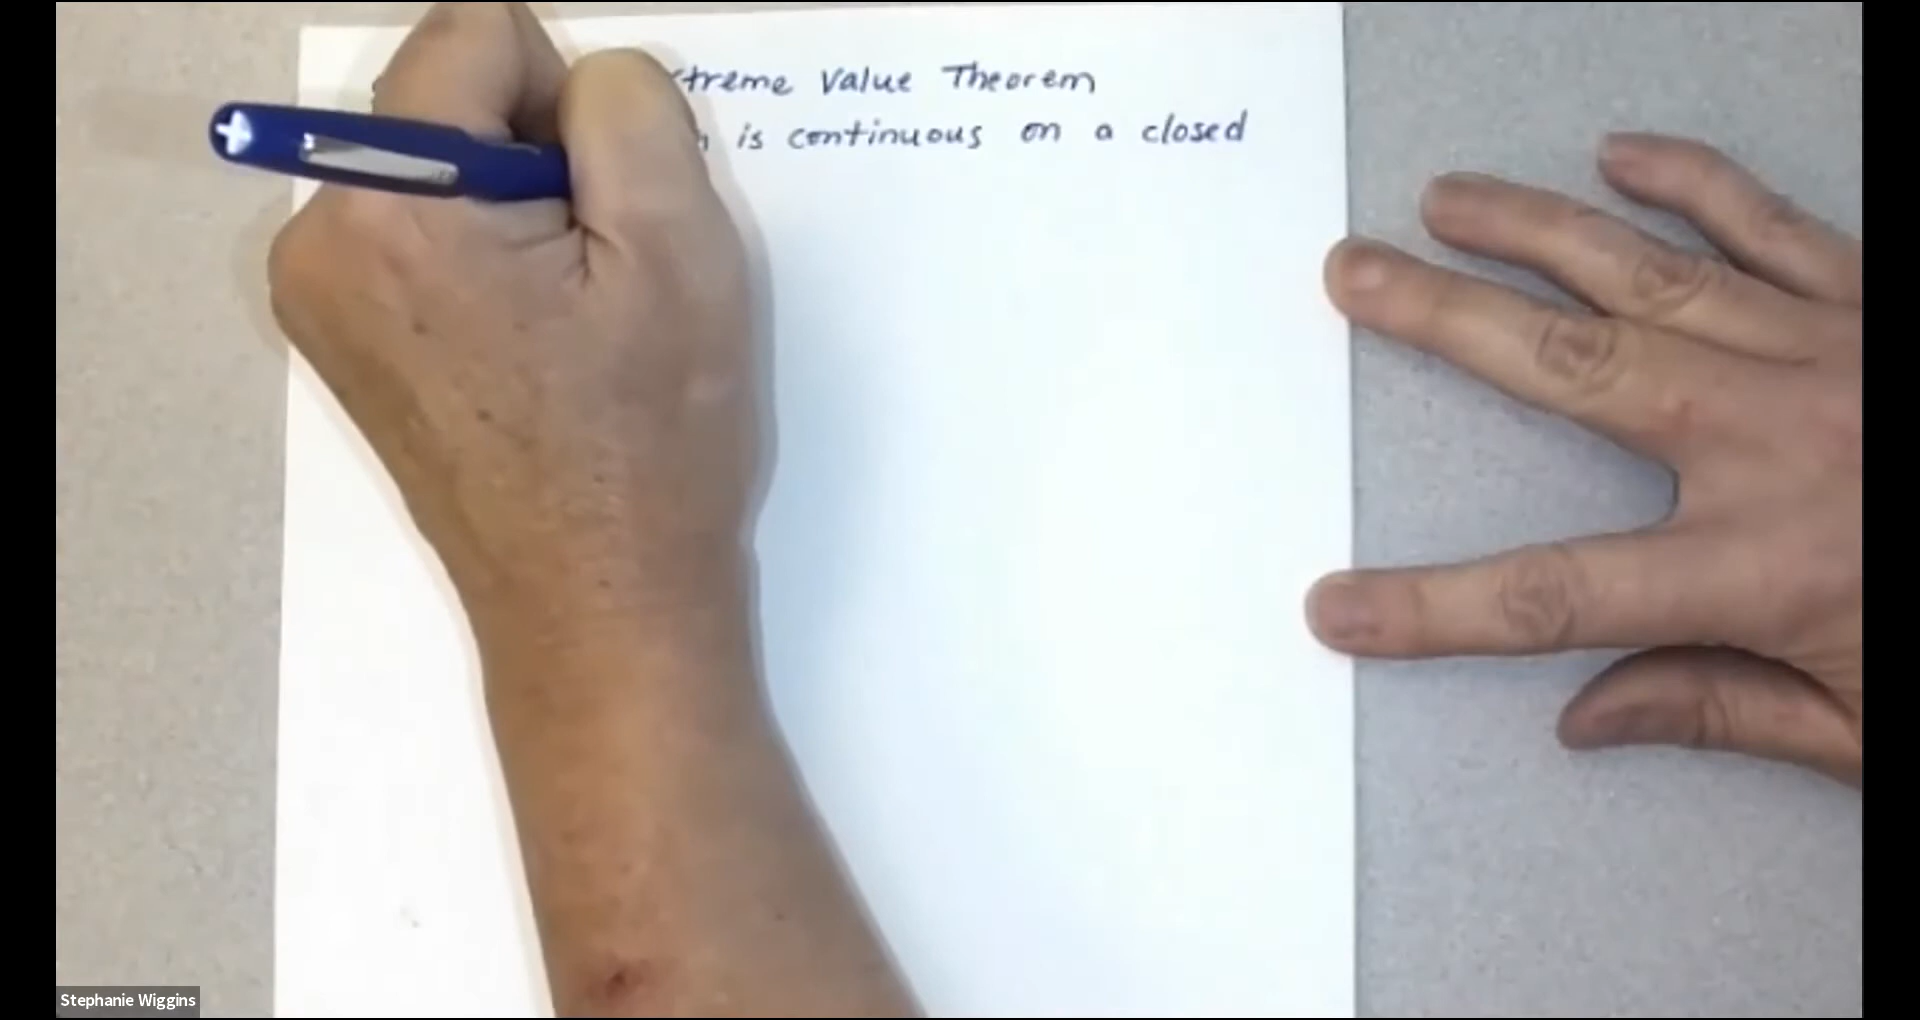 treme Value Theorem
is continuous on a closed
Stephanie Wiggins